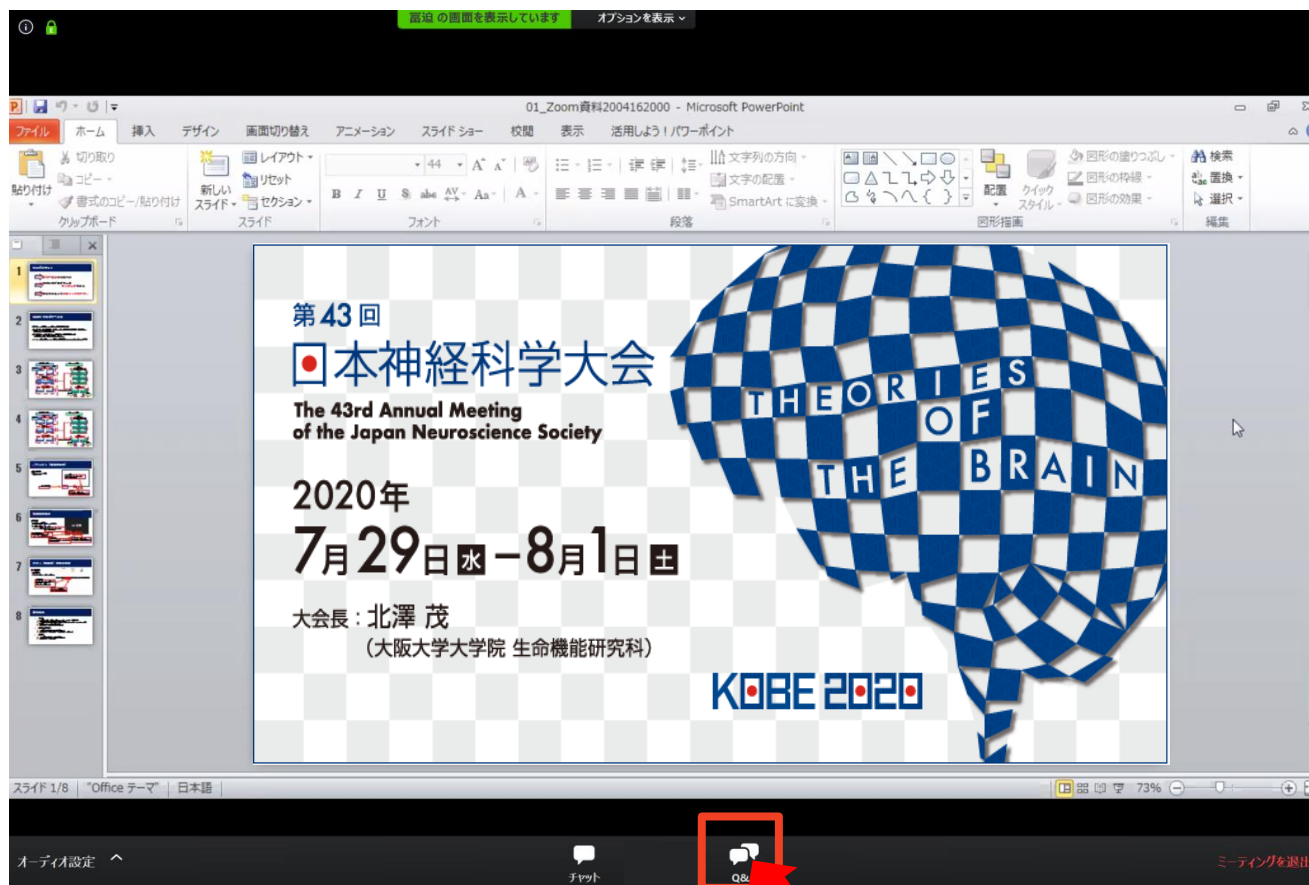 冨迫 の画面を表示しています オプションを表示
01_Zoom資料2004162000 - Microsoft PowerPoint
ファイル ホーム 挿入 デザイン 画面切り替え アニメーション スライド ショー 校閲 表示 活用しよう！パワーポイント
貼り付け
切り取り
コピー
書式のコピー/貼り付け
クリップボード
新しい
スライド
レイアウト
リセット
セクション
スライド
44
B I U S abc AV Aa A
フォント
文字列の方向
文字の配置
SmartArt に変換
段落
配置
クイック
スタイル
図形の塗りつぶし
図形の枠線
図形の効果
図形描画
検索
置換
選択
編集
1
2
3
4
5
6
7
8
第43回
日本神経科学大会
The 43rd Annual Meeting
of the Japan Neuroscience Society
2020年
7月29日水－8月1日土
大会長：北澤 茂
（大阪大学大学院 生命機能研究科）
THEORIES
OF
THE BRAIN
KOBE 2020
スライド 1/8 "Office テーマ" 日本語
73%
オーディオ設定
チャット
ミーティングを退出